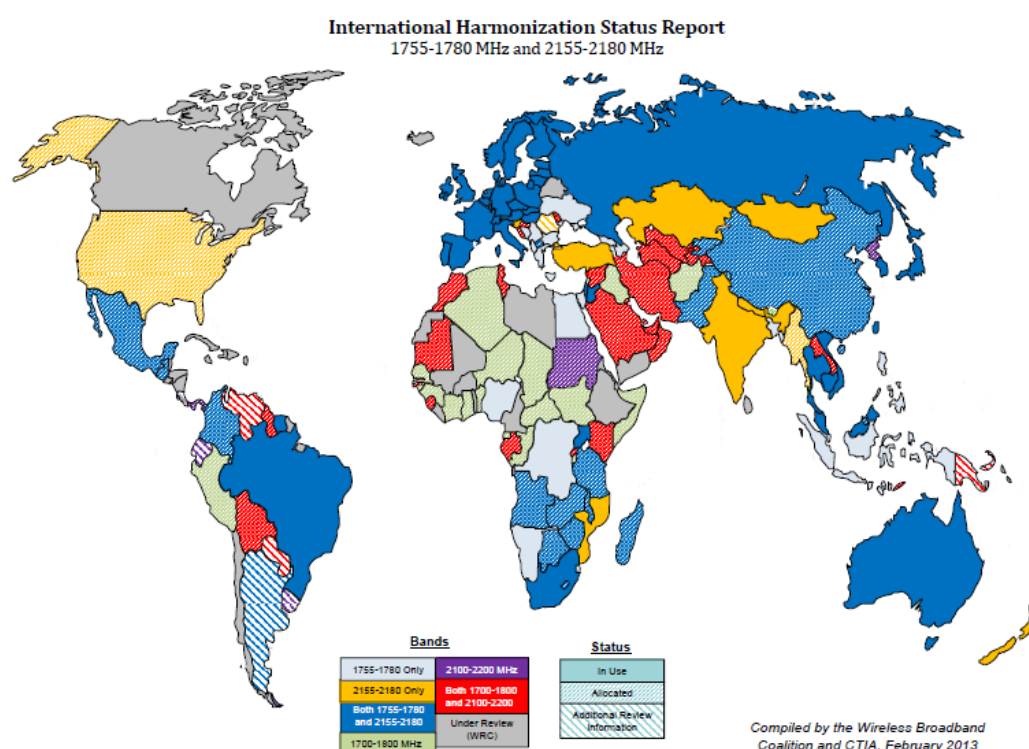 International Harmonization Status Report
1755-1780 MHz and 2155-2180 MHz
Bands
1755-1780 Only
2100-2200 MHz
2155-2180 Only
Both 1700-1800
and 2100-2200
Both 1755-1780
and 2155-2180
Under Review
(WRC)
1700-1800 MHz
Status
In Use
Allocated
Additional Review
Information
Compiled by the Wireless Broadband
Coalition and CTIA, February 2013